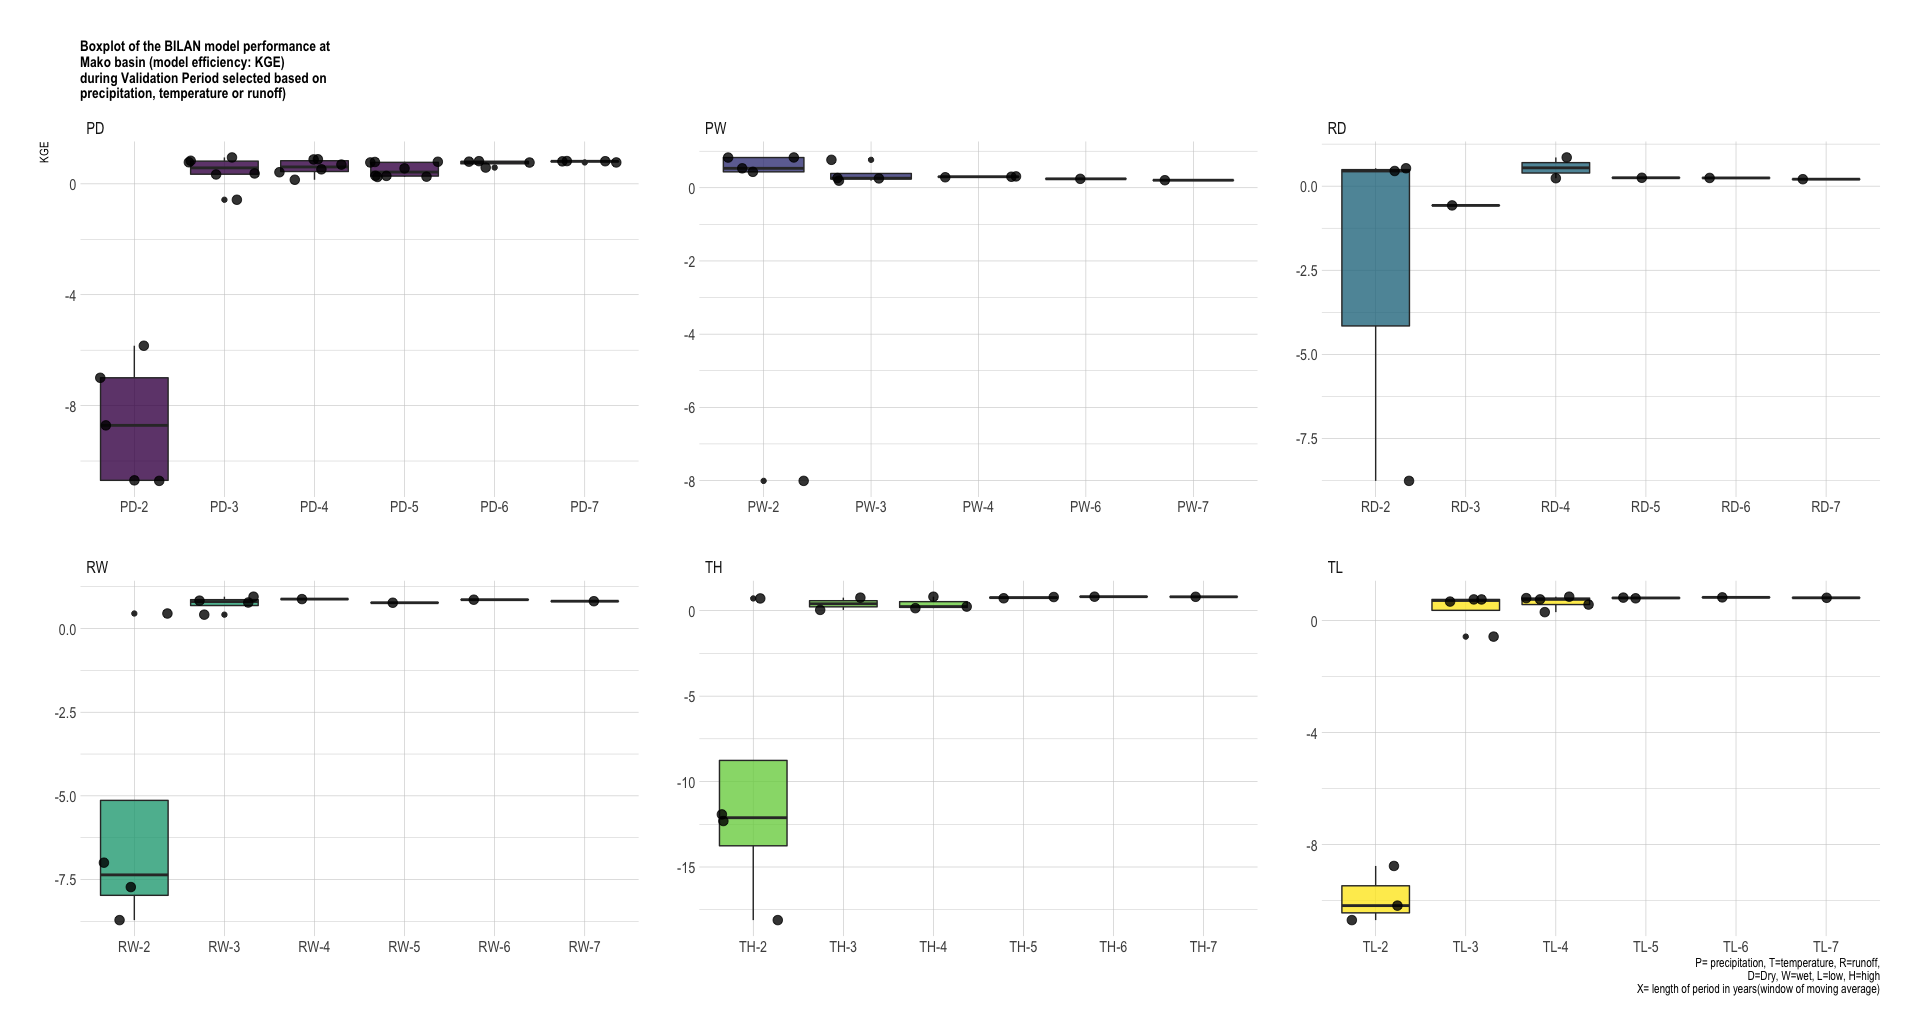 Boxplot of the BILAN model performance at
Mako basin (model efficiency: KGE)
during Validation Period selected based on
precipitation, temperature or runoff)
PD
PW
RD
KGE
0
-4
-8
0
-2
-4
-6
-8
0.0
-2.5
-5.0
-7.5
PD-2 PD-3 PD-4 PD-5 PD-6 PD-7
PW-2 PW-3 PW-4 PW-6 PW-7
RD-2 RD-3 RD-4 RD-5 RD-6 RD-7
RW
TH
TL
0.0
-2.5
-5.0
-7.5
0
-5
-10
-15
0
-4
-8
RW-2 RW-3 RW-4 RW-5 RW-6 RW-7
TH-2 TH-3 TH-4 TH-5 TH-6 TH-7
TL-2 TL-3 TL-4 TL-5 TL-6 TL-7
P= precipitation, T=temperature, R=runoff,
D=Dry, W=wet, L=low, H=high
X= length of period in years(window of moving average)